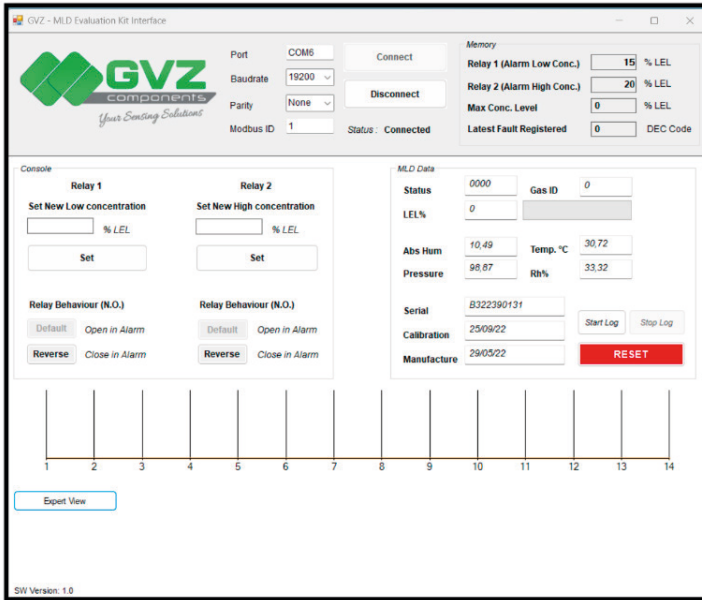 GVZ - MLD Evaluation Kit Interface
GVZ
components
Your Sensing Solutions
Port COM6
Baudrate 19200
Parity None
Modbus ID 1
Connect
Disconnect
Status : Connected
Memory
Relay 1 (Alarm Low Conc.) 15 % LEL
Relay 2 (Alarm High Conc.) 20 % LEL
Max Conc. Level 0 % LEL
Latest Fault Registered 0 DEC Code
Console
Relay 1 Relay 2
Set New Low concentration Set New High concentration
% LEL % LEL
Set Set
Relay Behaviour (N.O.) Relay Behaviour (N.O.)
Default Open in Alarm Default Open in Alarm
Reverse Close in Alarm Reverse Close in Alarm
MLD Data
Status 0000 Gas ID 0
LEL% 0
Abs Hum 10,49 Temp. °C 30,72
Pressure 98,87 Rh% 33,32
Serial B322390131
Calibration 25/09/22
Manufacture 29/05/22
Start Log Stop Log
RESET
1 2 3 4 5 6 7 8 9 10 11 12 13 14
Expert View
SW Version: 1.0